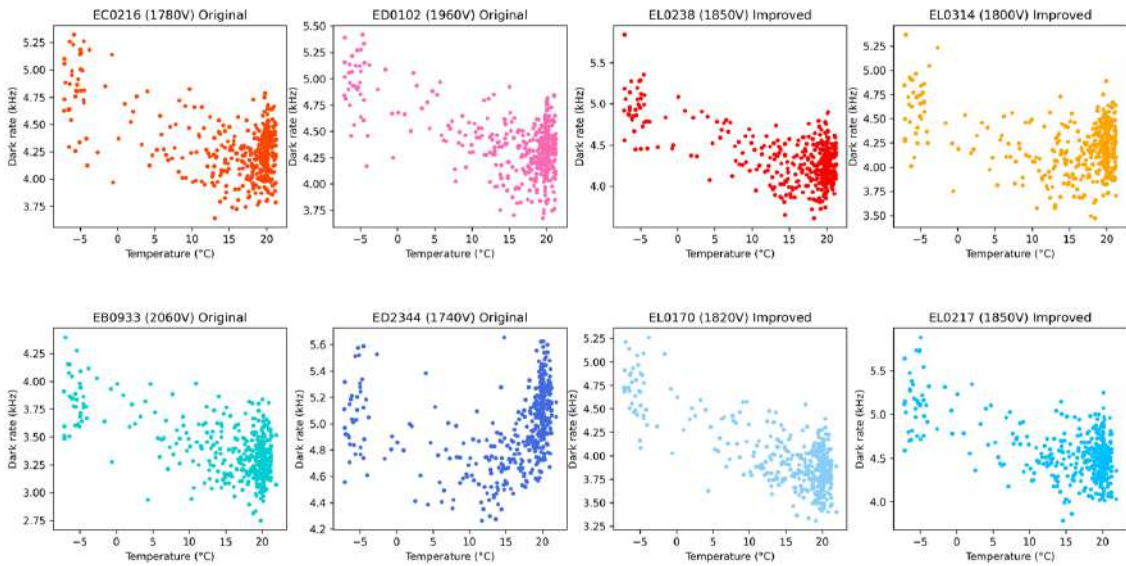 EC0216 (1780V) Original
5.25
5.00
4.75
4.50
4.25
4.00
3.75
Dark rate (kHz)
−5 0 5 10 15 20
Temperature (°C)
ED0102 (1960V) Original
5.25
5.00
4.75
4.50
4.25
4.00
3.75
3.50
Dark rate (kHz)
−5 0 5 10 15 20
Temperature (°C)
EL0238 (1850V) Improved
5.5
5.0
4.5
4.0
Dark rate (kHz)
−5 0 5 10 15 20
Temperature (°C)
EL0314 (1800V) Improved
5.25
5.00
4.75
4.50
4.25
4.00
3.75
3.50
Dark rate (kHz)
−5 0 5 10 15 20
Temperature (°C)
EB0933 (2060V) Original
4.25
4.00
3.75
3.50
3.25
3.00
2.75
Dark rate (kHz)
−5 0 5 10 15 20
Temperature (°C)
ED2344 (1740V) Original
5.6
5.4
5.2
5.0
4.8
4.6
4.4
4.2
Dark rate (kHz)
−5 0 5 10 15 20
Temperature (°C)
EL0170 (1820V) Improved
5.25
5.00
4.75
4.50
4.25
4.00
3.75
3.50
3.25
Dark rate (kHz)
−5 0 5 10 15 20
Temperature (°C)
EL0217 (1850V) Improved
5.5
5.0
4.5
4.0
Dark rate (kHz)
−5 0 5 10 15 20
Temperature (°C)